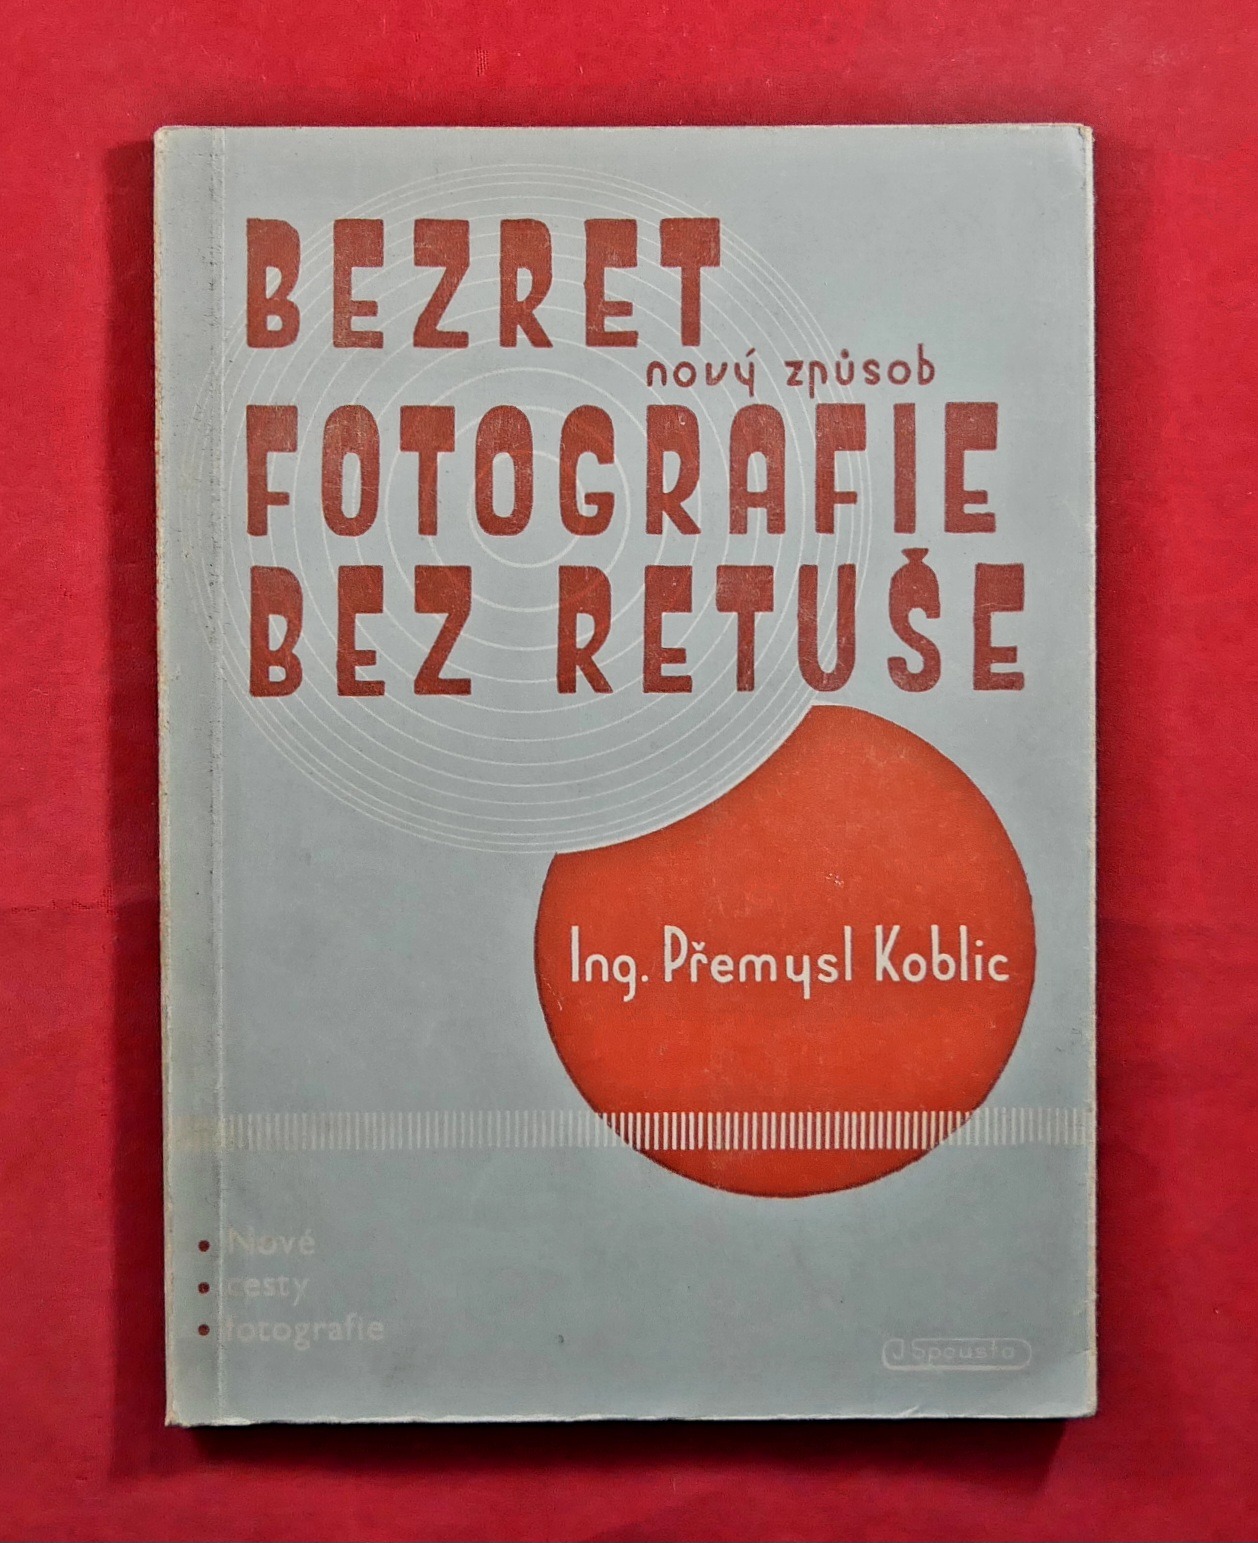 BEZRET
nový způsob
FOTOGRAFIE
BEZ RETUŠE
Ing. Přemysl Koblic
• Nové
• cesty
• fotografie
J Spousta